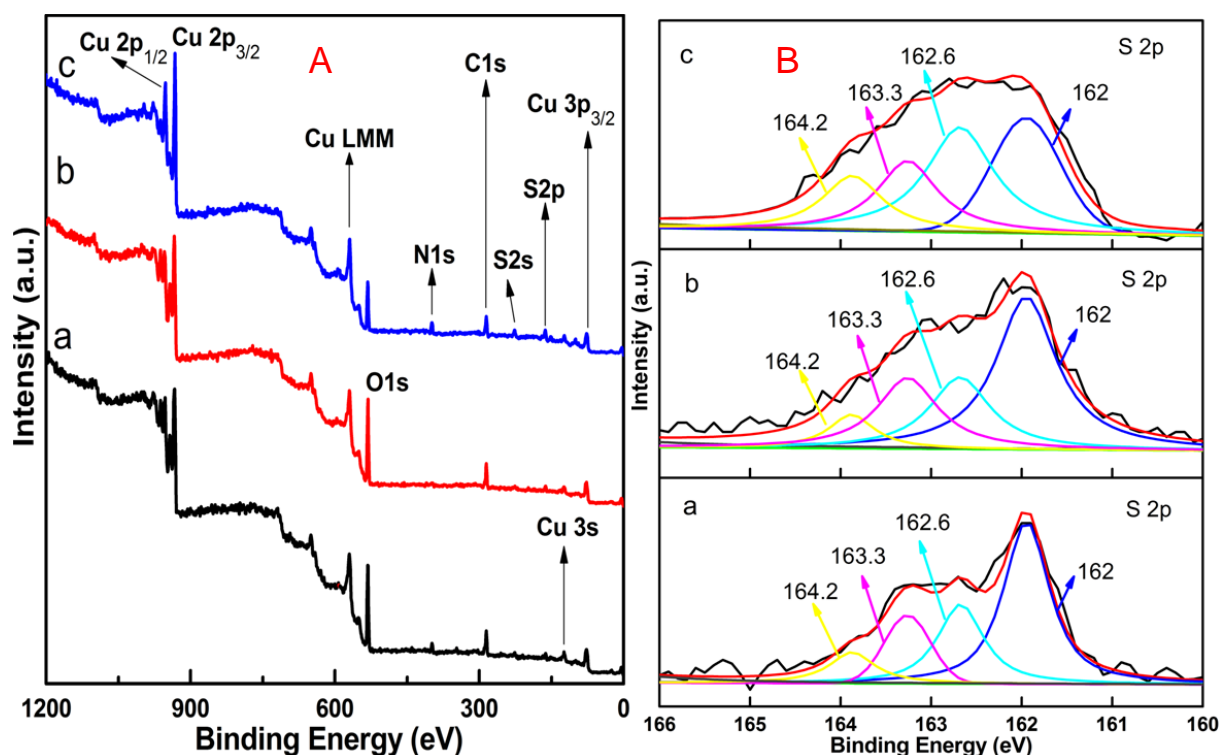 A
c
Cu 2p1/2
Cu 2p3/2
C1s
Cu 3p3/2
Cu LMM
S2p
N1s
S2s
b
a
O1s
Cu 3s
Intensity (a.u.)
1200
900
600
300
0
Binding Energy (eV)
B
c
S 2p
162.6
163.3
164.2
162
b
S 2p
162.6
163.3
164.2
162
a
S 2p
162.6
163.3
164.2
162
Intensity (a.u.)
166
165
164
163
162
161
160
Binding Energy (eV)